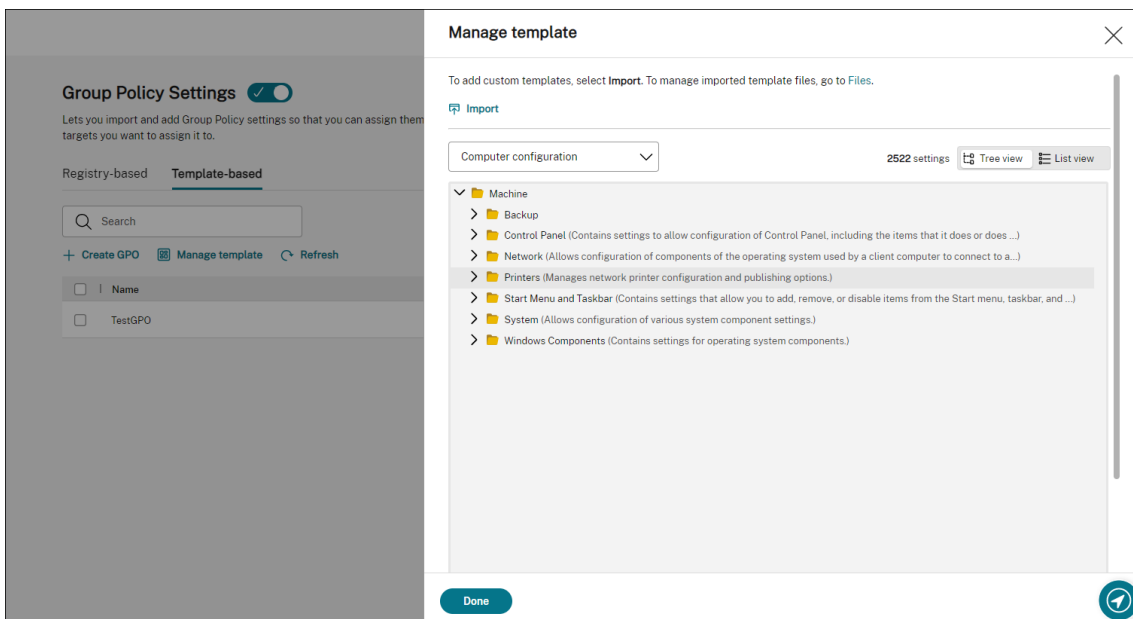 Manage template
To add custom templates, select Import. To manage imported template files, go to Files.
Import
Computer configuration
2522 settings
Tree view
List view
Machine
Backup
Control Panel (Contains settings to allow configuration of Control Panel, including the items that it does or does ...)
Network (Allows configuration of components of the operating system used by a client computer to connect to a...)
Printers (Manages network printer configuration and publishing options.)
Start Menu and Taskbar (Contains settings that allow you to add, remove, or disable items from the Start menu, taskbar, and ...)
System (Allows configuration of various system component settings.)
Windows Components (Contains settings for operating system components.)
Done
Group Policy Settings
Lets you import and add Group Policy settings so that you can assign them
targets you want to assign it to.
Registry-based
Template-based
Search
Create GPO
Manage template
Refresh
Name
TestGPO